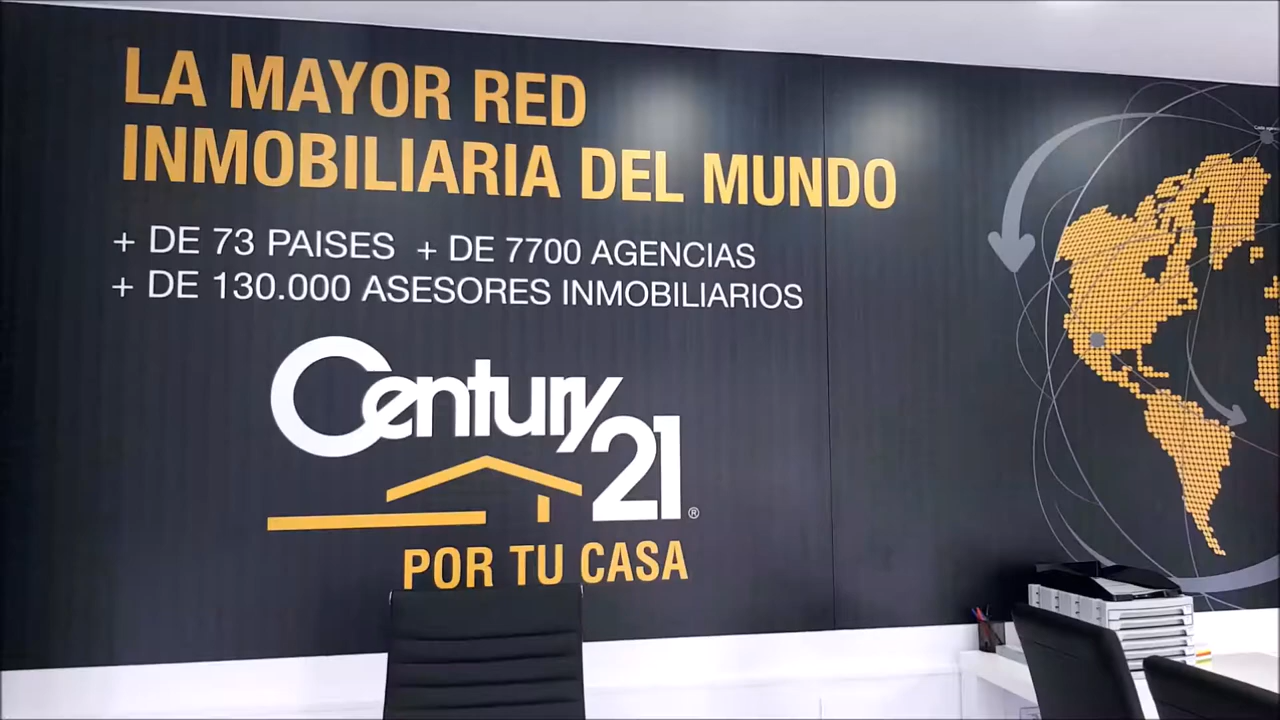 LA MAYOR RED
INMOBILIARIA DEL MUNDO
+ DE 73 PAISES + DE 7700 AGENCIAS
+ DE 130.000 ASESORES INMOBILIARIOS
Century
21®
POR TU CASA